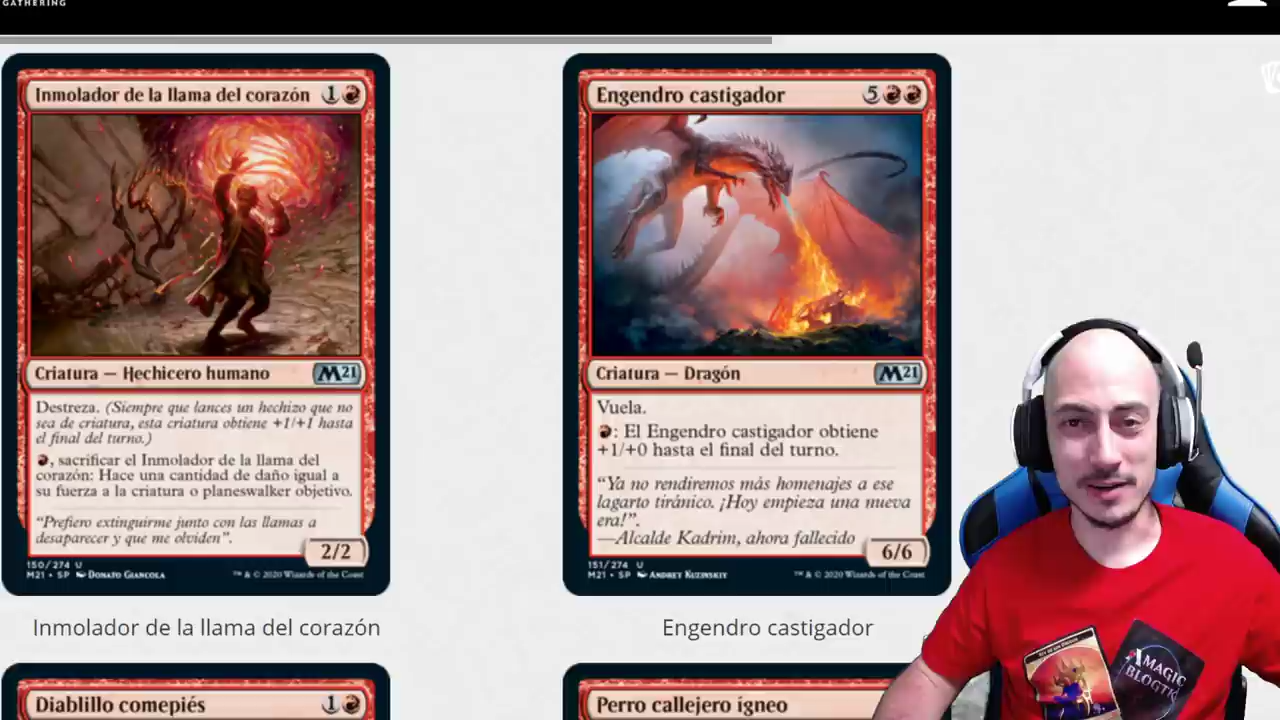 GATHERING
Inmolador de la llama del corazón 1
Criatura — Hechicero humano M21
Destreza. (Siempre que lances un hechizo que no
sea de criatura, esta criatura obtiene +1/+1 hasta
el final del turno.)
, sacrificar el Inmolador de la llama del
corazón: Hace una cantidad de daño igual a
su fuerza a la criatura o planeswalker objetivo.
“Prefiero extinguirme junto con las llamas a
desaparecer y que me olviden”.
2/2
150/274 U
M21 • SP Donato Giancola ™ & © 2020 Wizards of the Coast
Inmolador de la llama del corazón
Engendro castigador 5
Criatura — Dragón M21
Vuela.
: El Engendro castigador obtiene
+1/+0 hasta el final del turno.
“Ya no rendiremos más homenajes a ese
lagarto tiránico. ¡Hoy empieza una nueva
era!”.
—Alcalde Kadrim, ahora fallecido
6/6
151/274 U
M21 • SP Andrey Kuzinskiy ™ & © 2020 Wizards of the Coast
Engendro castigador
Diablillo comepiés 1
Perro callejero ígneo
MAGIC
BLOGTK